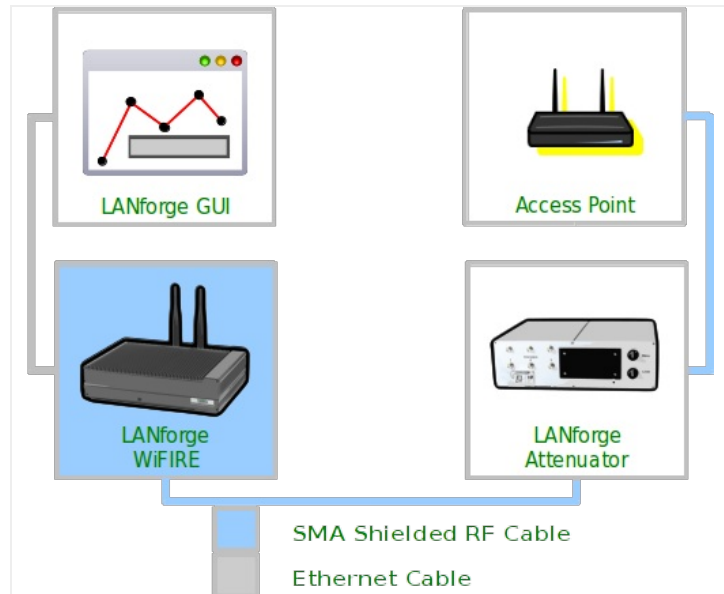 LANforge GUI
Access Point
LANforge
WiFIRE
LANforge
Attenuator
SMA Shielded RF Cable
Ethernet Cable